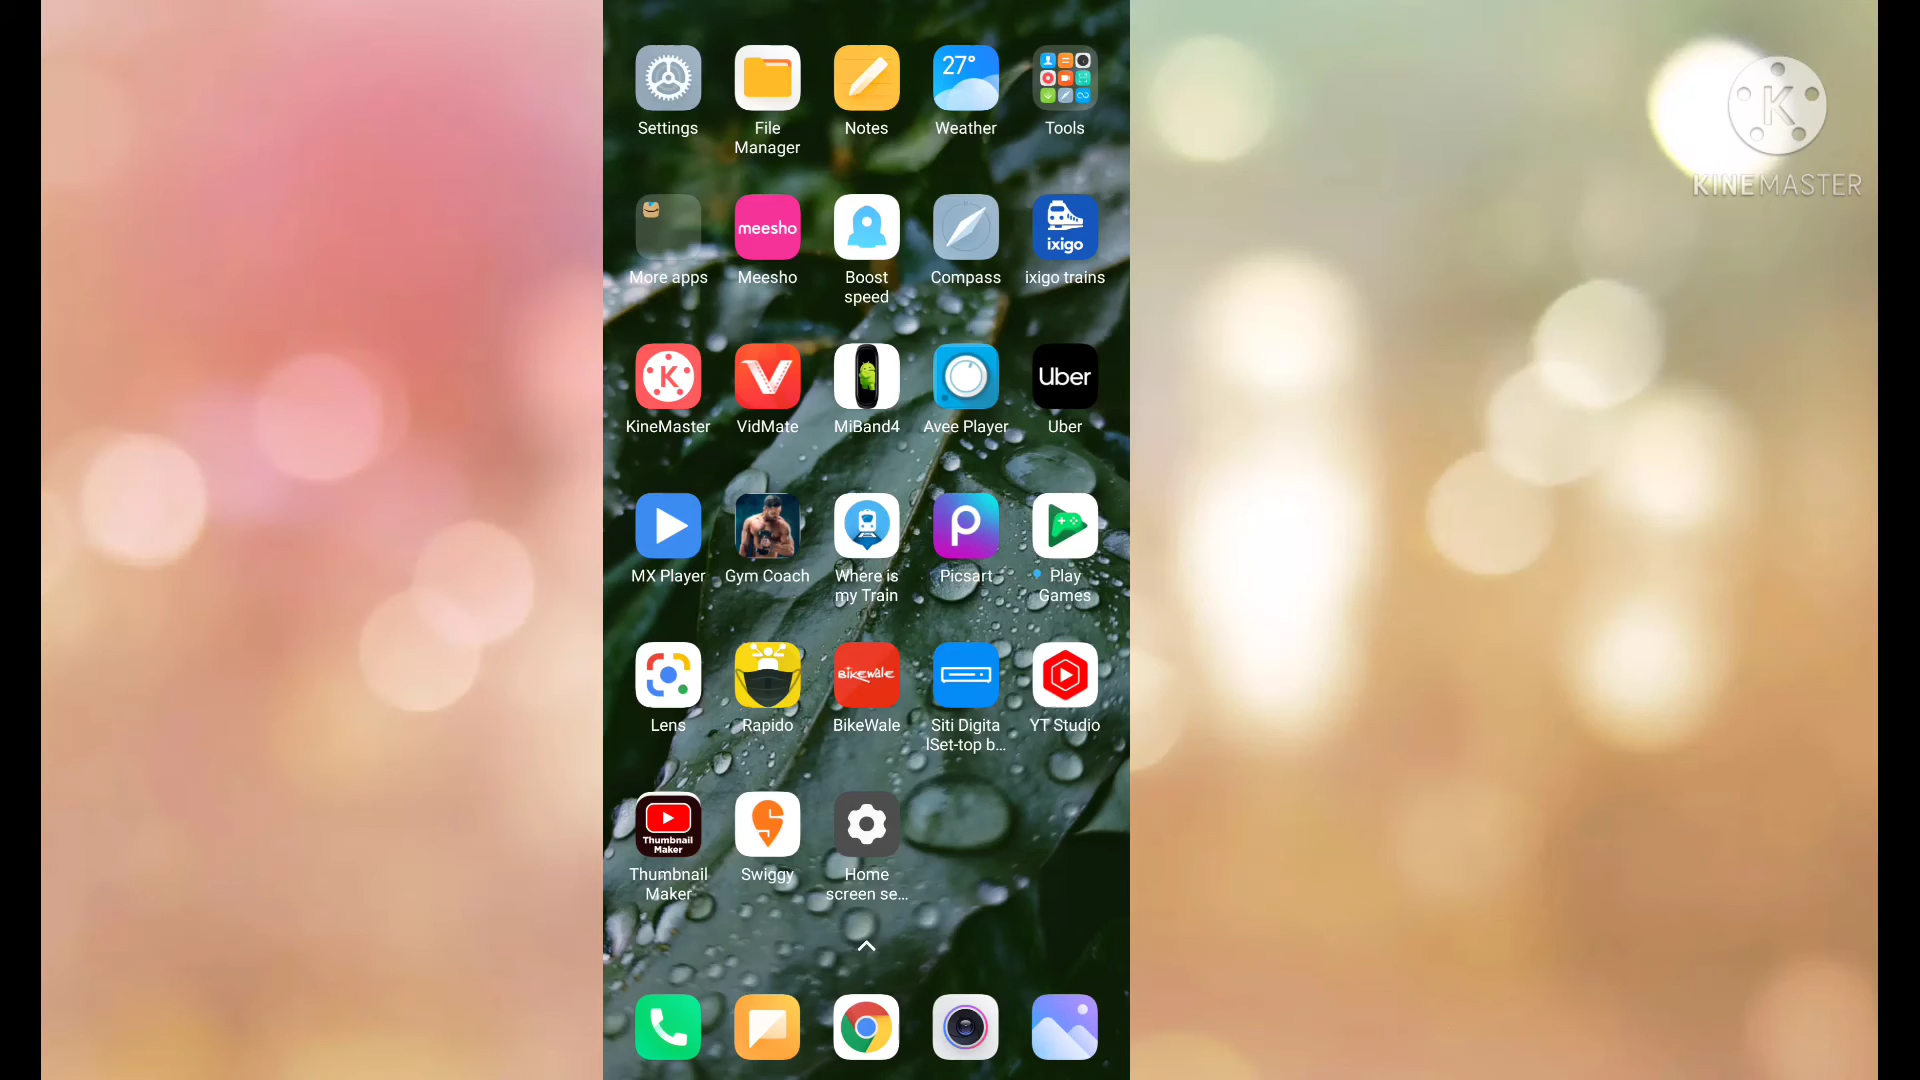 27°
Settings
File
Manager
Notes
Weather
Tools
K
KINEMASTER
meesho
ixigo
More apps
Meesho
Boost
speed
Compass
ixigo trains
K
Uber
KineMaster
VidMate
MiBand4
Avee Player
Uber
MX Player
Gym Coach
Where is
my Train
Picsart
Play
Games
BikeWale
Lens
Rapido
BikeWale
Siti Digita
lSet-top b...
YT Studio
Thumbnail
Maker
Thumbnail
Maker
Swiggy
Home
screen se...